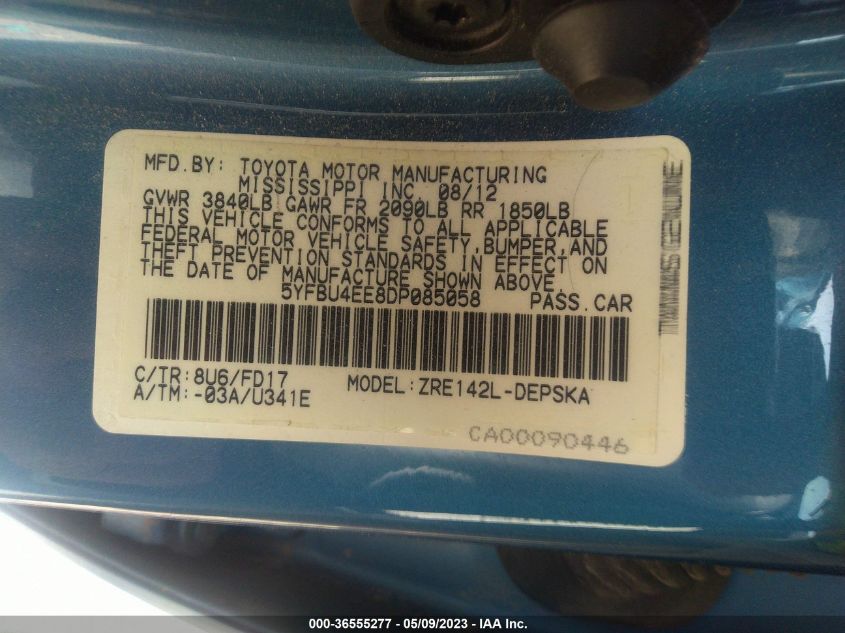 MFD.BY: TOYOTA MOTOR MANUFACTURING
MISSISSIPPI INC. 08/12
GVWR 3840LB GAWR FR 2090LB RR 1850LB
THIS VEHICLE CONFORMS TO ALL APPLICABLE
FEDERAL MOTOR VEHICLE SAFETY,BUMPER,AND
THEFT PREVENTION STANDARDS IN EFFECT ON
THE DATE OF MANUFACTURE SHOWN ABOVE.
5YFBU4EE8DP085058 PASS.CAR
C/TR:8U6/FD17 MODEL:ZRE142L-DEPSKA
A/TM:-03A/U341E
CA00090446
000-36555277 - 05/09/2023 - IAA Inc.